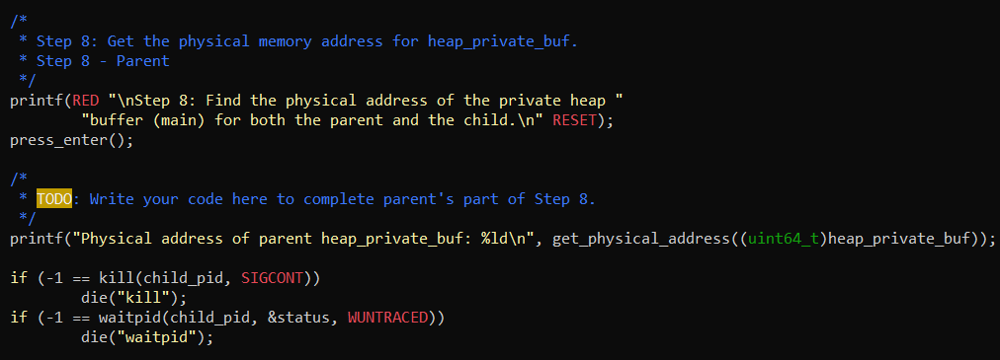 /*
 * Step 8: Get the physical memory address for heap_private_buf.
 * Step 8 - Parent
 */
printf(RED "\nStep 8: Find the physical address of the private heap "
        "buffer (main) for both the parent and the child.\n" RESET);
press_enter();

/*
 * TODO: Write your code here to complete parent's part of Step 8.
 */
printf("Physical address of parent heap_private_buf: %ld\n", get_physical_address((uint64_t)heap_private_buf));

if (-1 == kill(child_pid, SIGCONT))
        die("kill");
if (-1 == waitpid(child_pid, &status, WUNTRACED))
        die("waitpid");